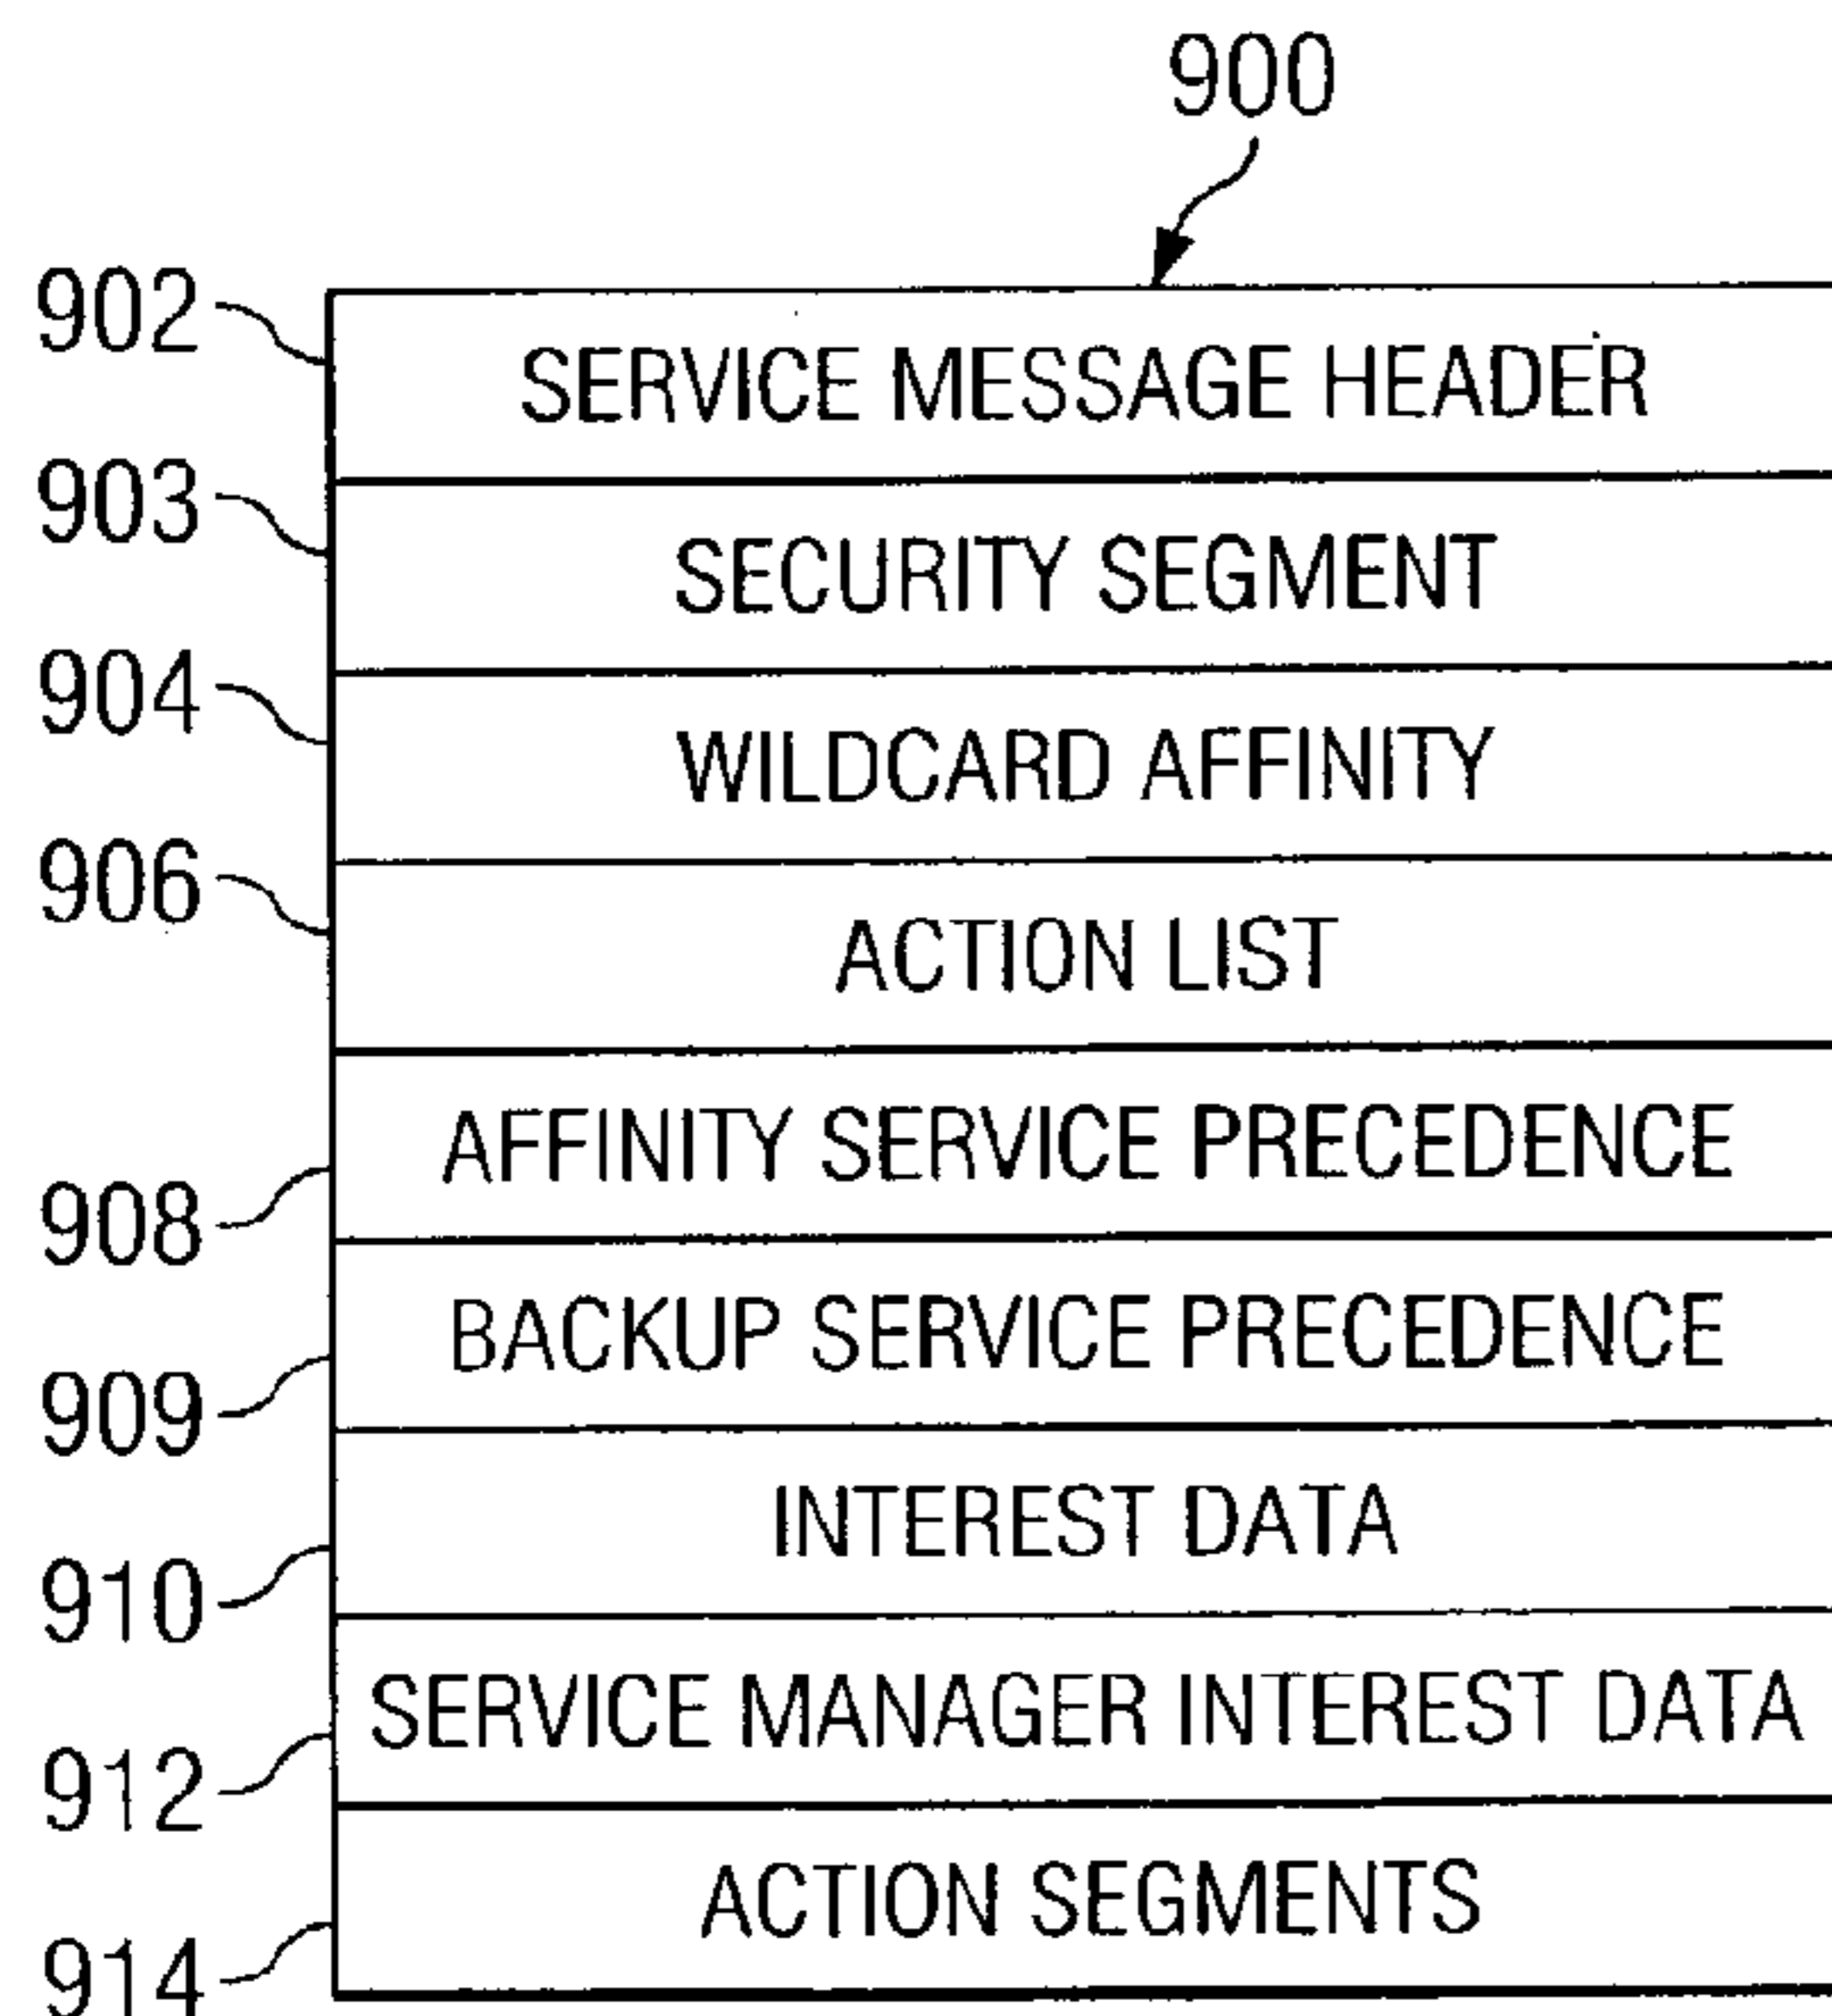 900
902 SERVICE MESSAGE HEADER
903 SECURITY SEGMENT
904 WILDCARD AFFINITY
906 ACTION LIST
908 AFFINITY SERVICE PRECEDENCE
909 BACKUP SERVICE PRECEDENCE
910 INTEREST DATA
912 SERVICE MANAGER INTEREST DATA
914 ACTION SEGMENTS